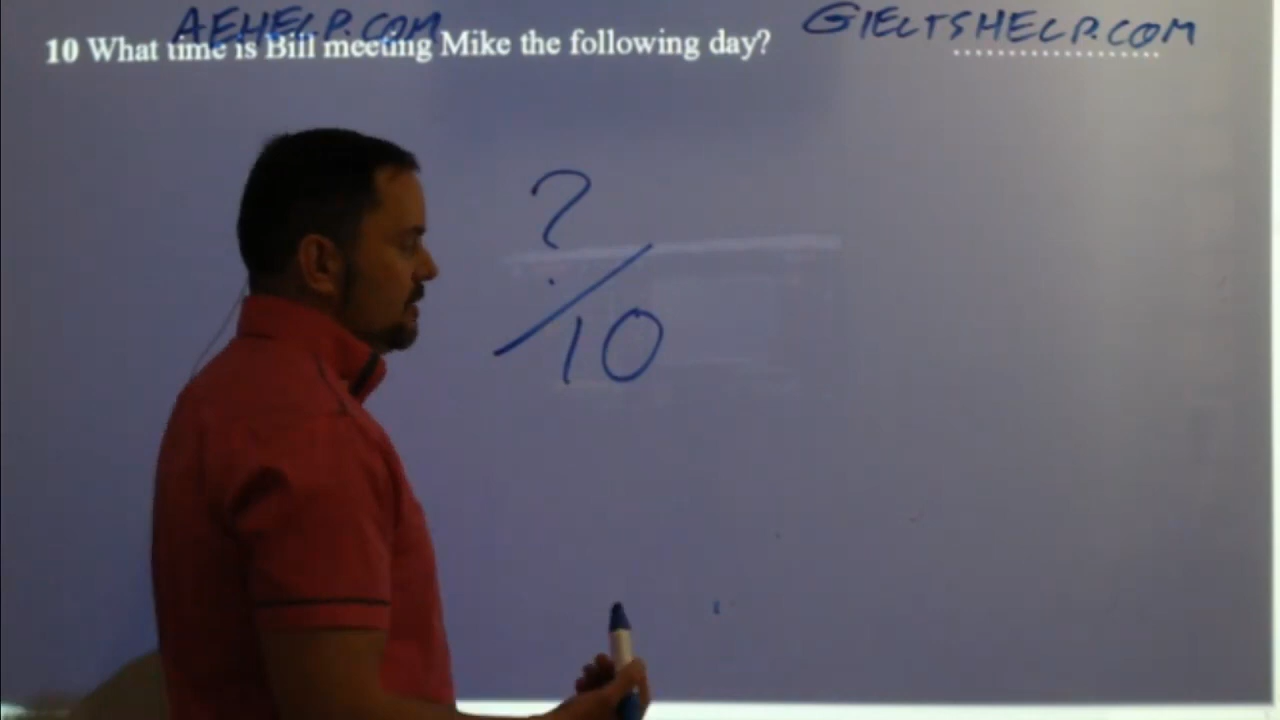 AEHELP.COM GIELTSHELP.COM
10 What time is Bill meeting Mike the following day? ....................
?
/10